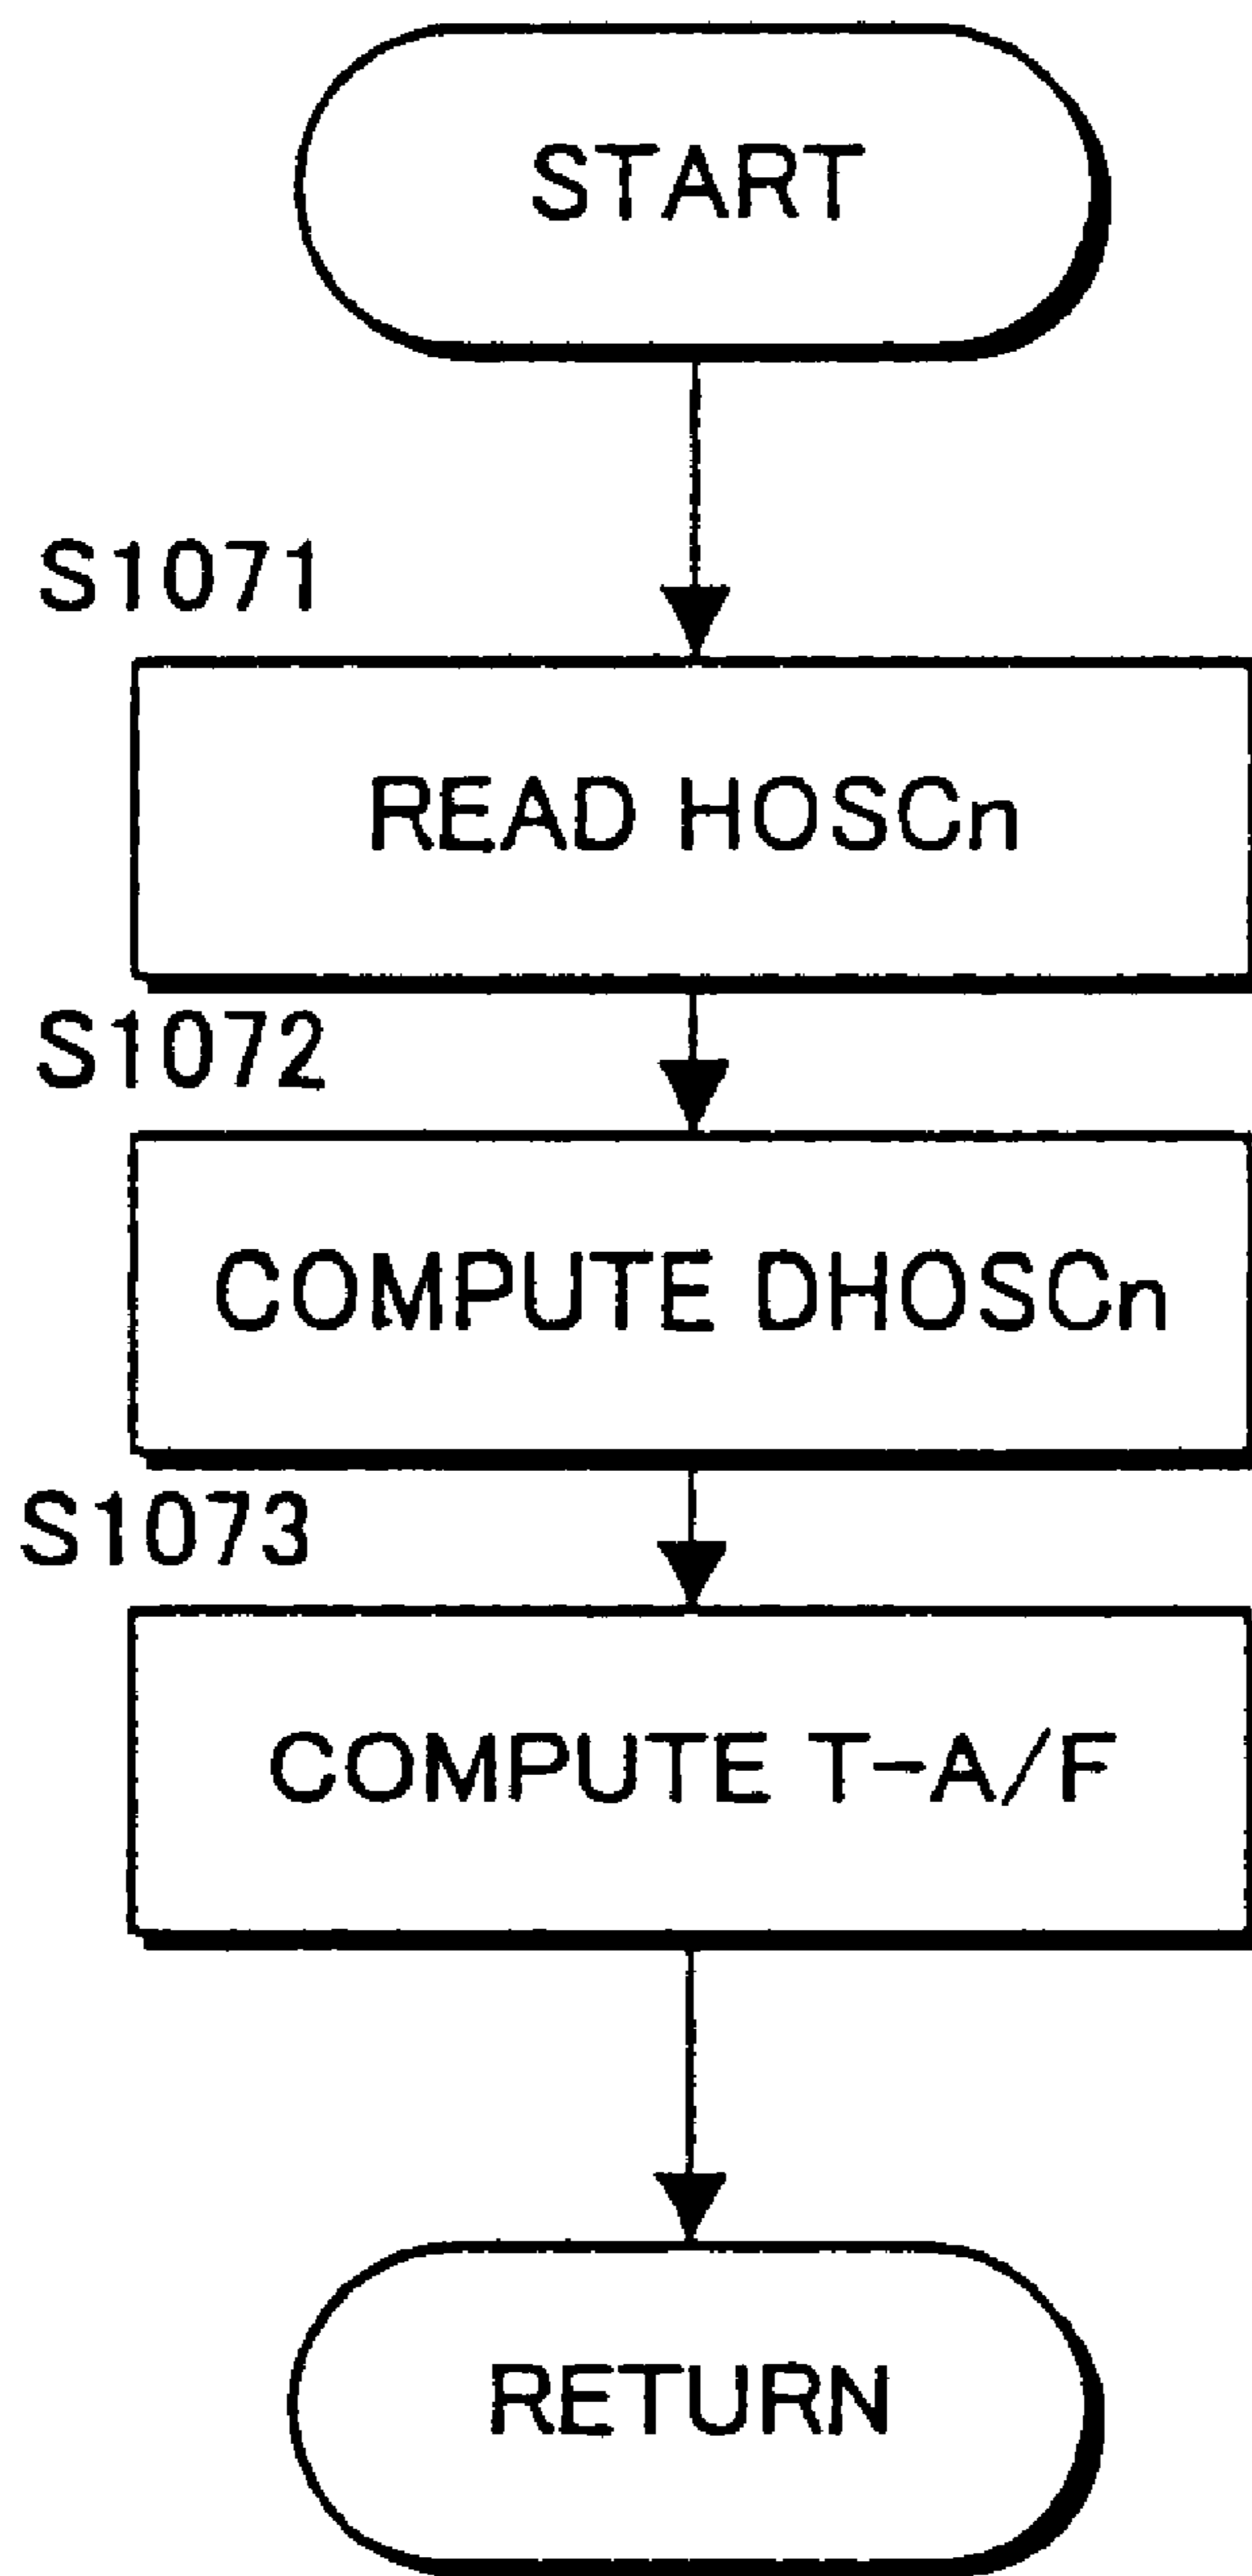 START
S1071
READ HOSCn
S1072
COMPUTE DHOSCn
S1073
COMPUTE T-A/F
RETURN